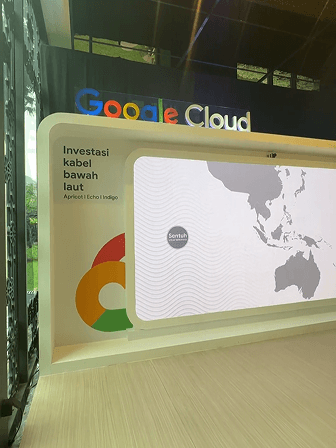 Google Cloud
Investasi
kabel
bawah
laut
Apricot I Echo I Indigo
Sentuh